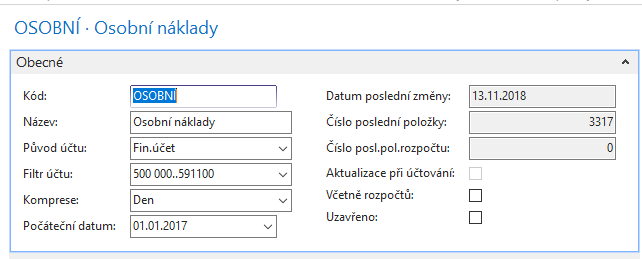 OSOBNÍ · Osobní náklady
Obecné
Kód: OSOBNÍ
Název: Osobní náklady
Původ účtu: Fin.účet
Filtr účtu: 500 000..591100
Komprese: Den
Počáteční datum: 01.01.2017
Datum poslední změny: 13.11.2018
Číslo poslední položky: 3317
Číslo posl.pol.rozpočtu: 0
Aktualizace při účtování:
Včetně rozpočtů:
Uzavřeno: